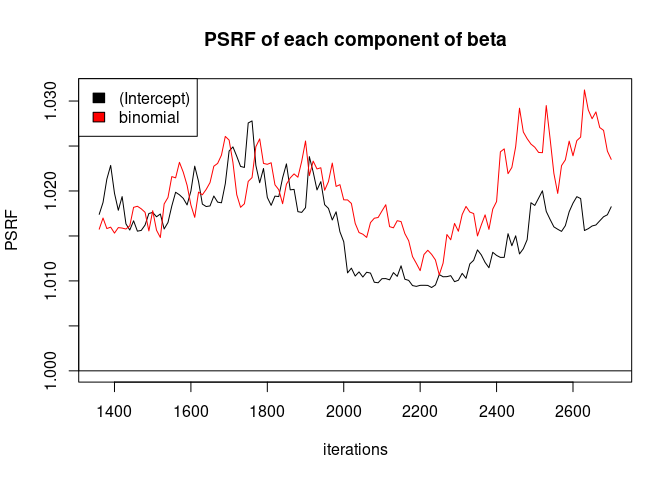 PSRF of each component of beta
(Intercept)
binomial
PSRF
1.030
1.020
1.010
1.000
1400 1600 1800 2000 2200 2400 2600
iterations